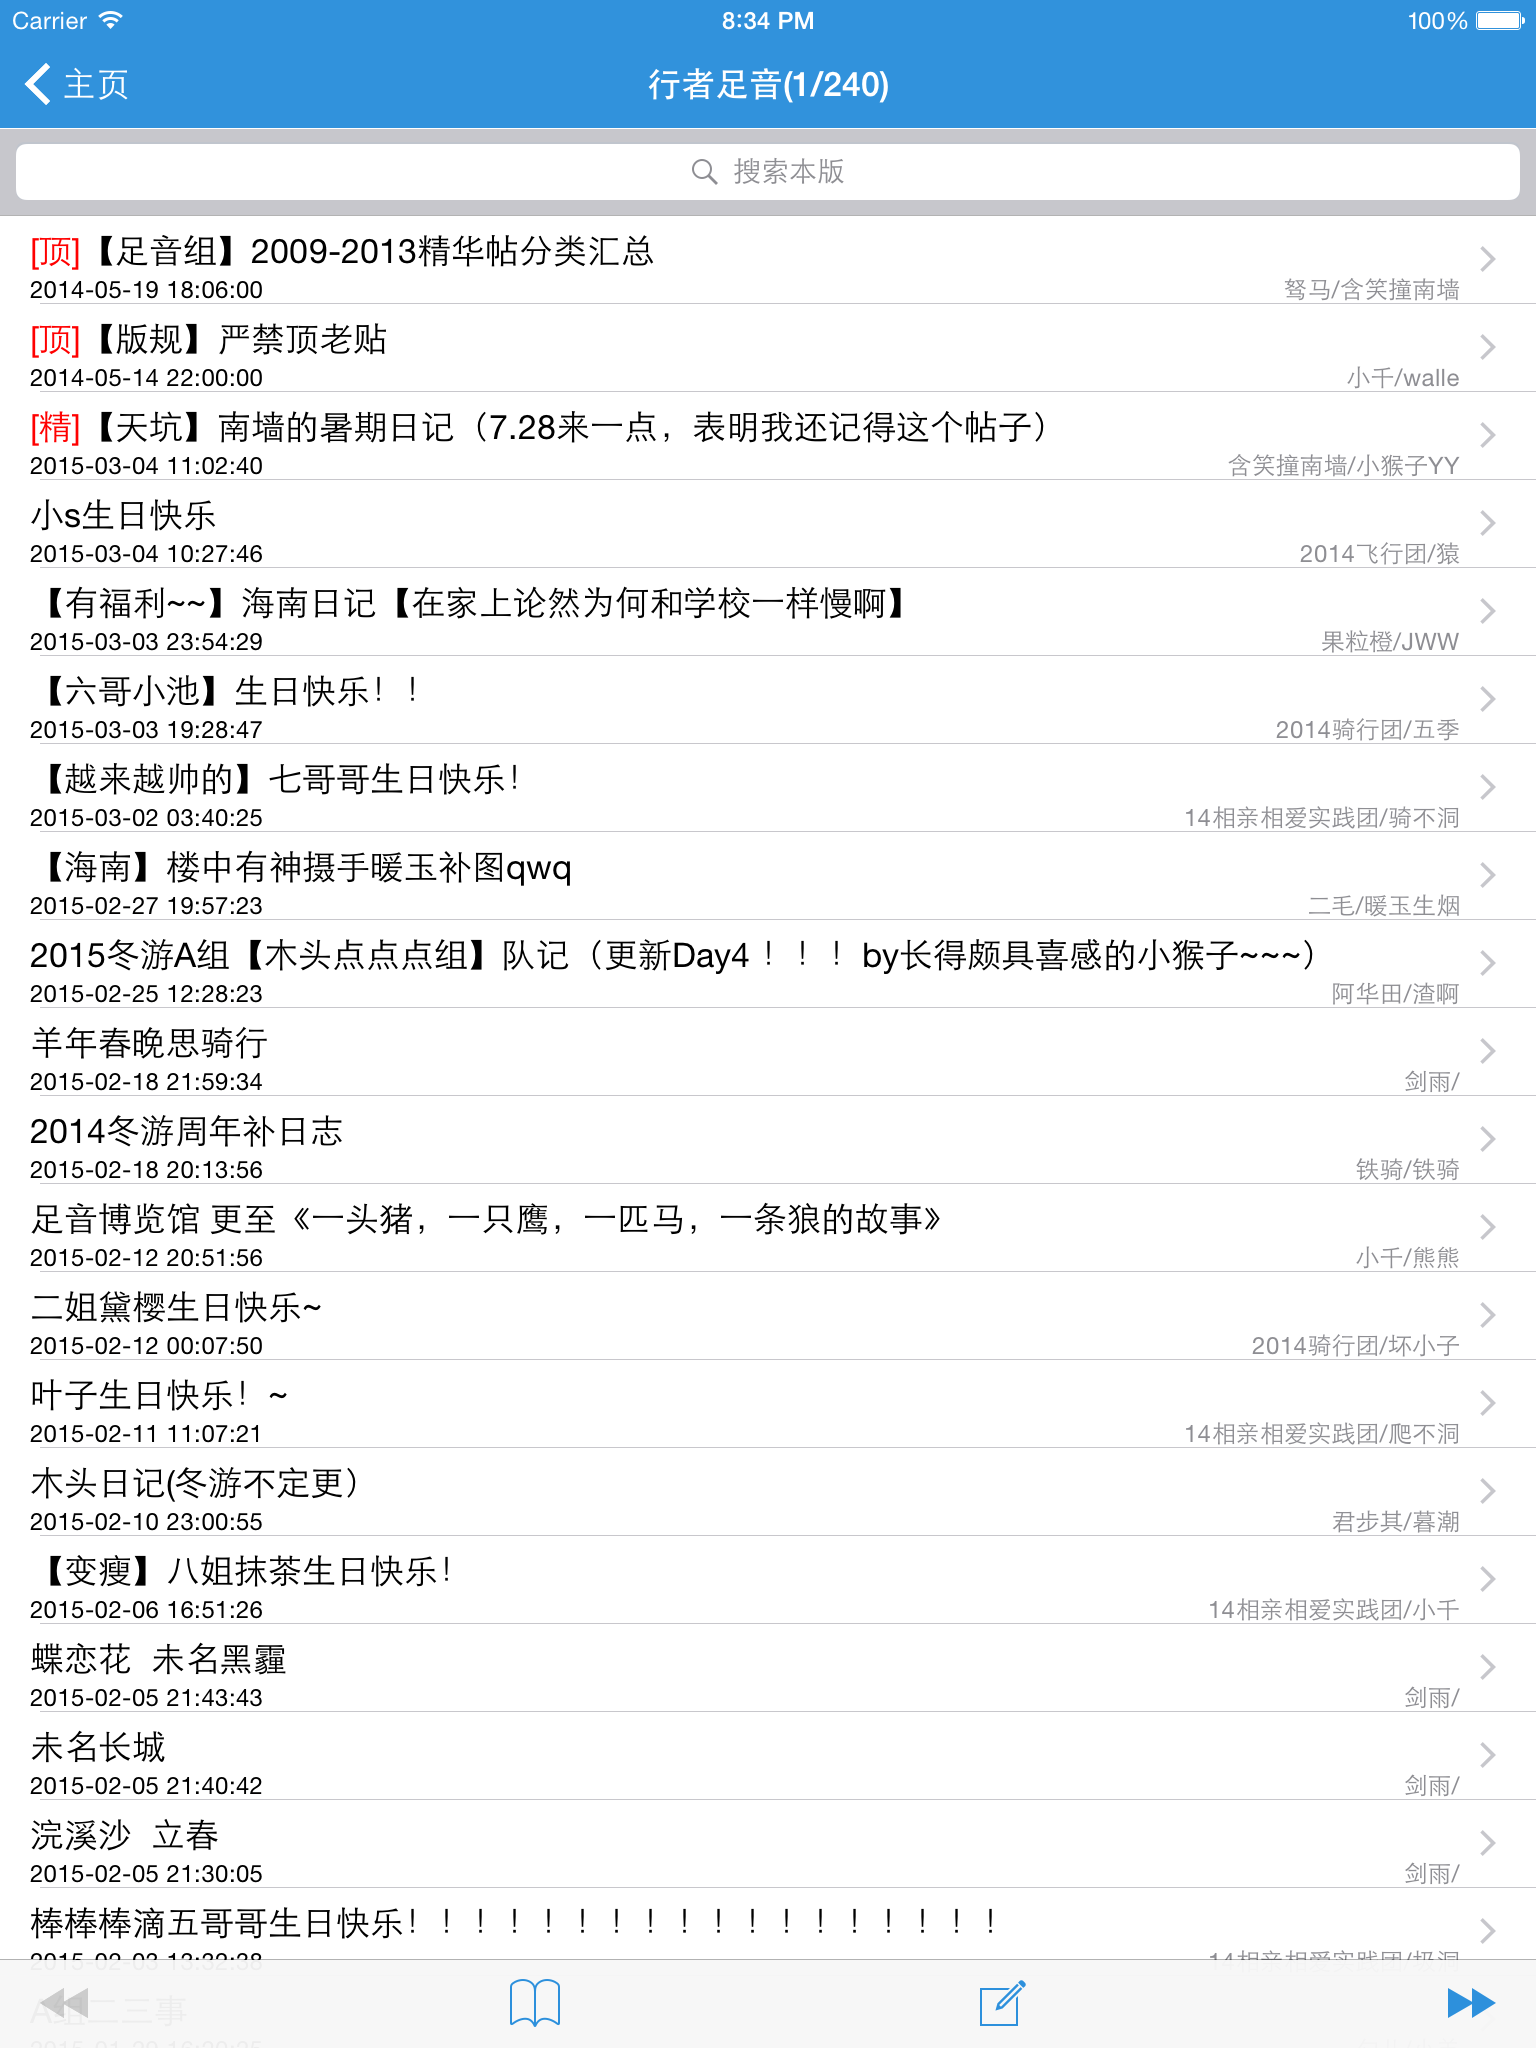 Carrier 8:34 PM 100%
主页 行者足音(1/240)
搜索本版
[顶]【足音组】2009-2013精华帖分类汇总
2014-05-19 18:06:00 驽马/含笑撞南墙
[顶]【版规】严禁顶老贴
2014-05-14 22:00:00 小千/walle
[精]【天坑】南墙的暑期日记（7.28来一点，表明我还记得这个帖子）
2015-03-04 11:02:40 含笑撞南墙/小猴子YY
小s生日快乐
2015-03-04 10:27:46 2014飞行团/猿
【有福利~~】海南日记【在家上论然为何和学校一样慢啊】
2015-03-03 23:54:29 果粒橙/JWW
【六哥小池】生日快乐！！
2015-03-03 19:28:47 2014骑行团/五季
【越来越帅的】七哥哥生日快乐！
2015-03-02 03:40:25 14相亲相爱实践团/骑不洞
【海南】楼中有神摄手暖玉补图qwq
2015-02-27 19:57:23 二毛/暖玉生烟
2015冬游A组【木头点点点组】队记（更新Day4！！！by长得颇具喜感的小猴子~~~）
2015-02-25 12:28:23 阿华田/渣啊
羊年春晚思骑行
2015-02-18 21:59:34 剑雨/
2014冬游周年补日志
2015-02-18 20:13:56 铁骑/铁骑
足音博览馆 更至《一头猪，一只鹰，一匹马，一条狼的故事》
2015-02-12 20:51:56 小千/熊熊
二姐黛樱生日快乐~
2015-02-12 00:07:50 2014骑行团/坏小子
叶子生日快乐！~
2015-02-11 11:07:21 14相亲相爱实践团/爬不洞
木头日记(冬游不定更）
2015-02-10 23:00:55 君步其/暮潮
【变瘦】八姐抹茶生日快乐！
2015-02-06 16:51:26 14相亲相爱实践团/小千
蝶恋花 未名黑霾
2015-02-05 21:43:43 剑雨/
未名长城
2015-02-05 21:40:42 剑雨/
浣溪沙 立春
2015-02-05 21:30:05 剑雨/
棒棒棒滴五哥哥生日快乐！！！！！！！！！！！！！！！！！！
2015-02-03 13:32:38 14相亲相爱实践团/
A组二三事